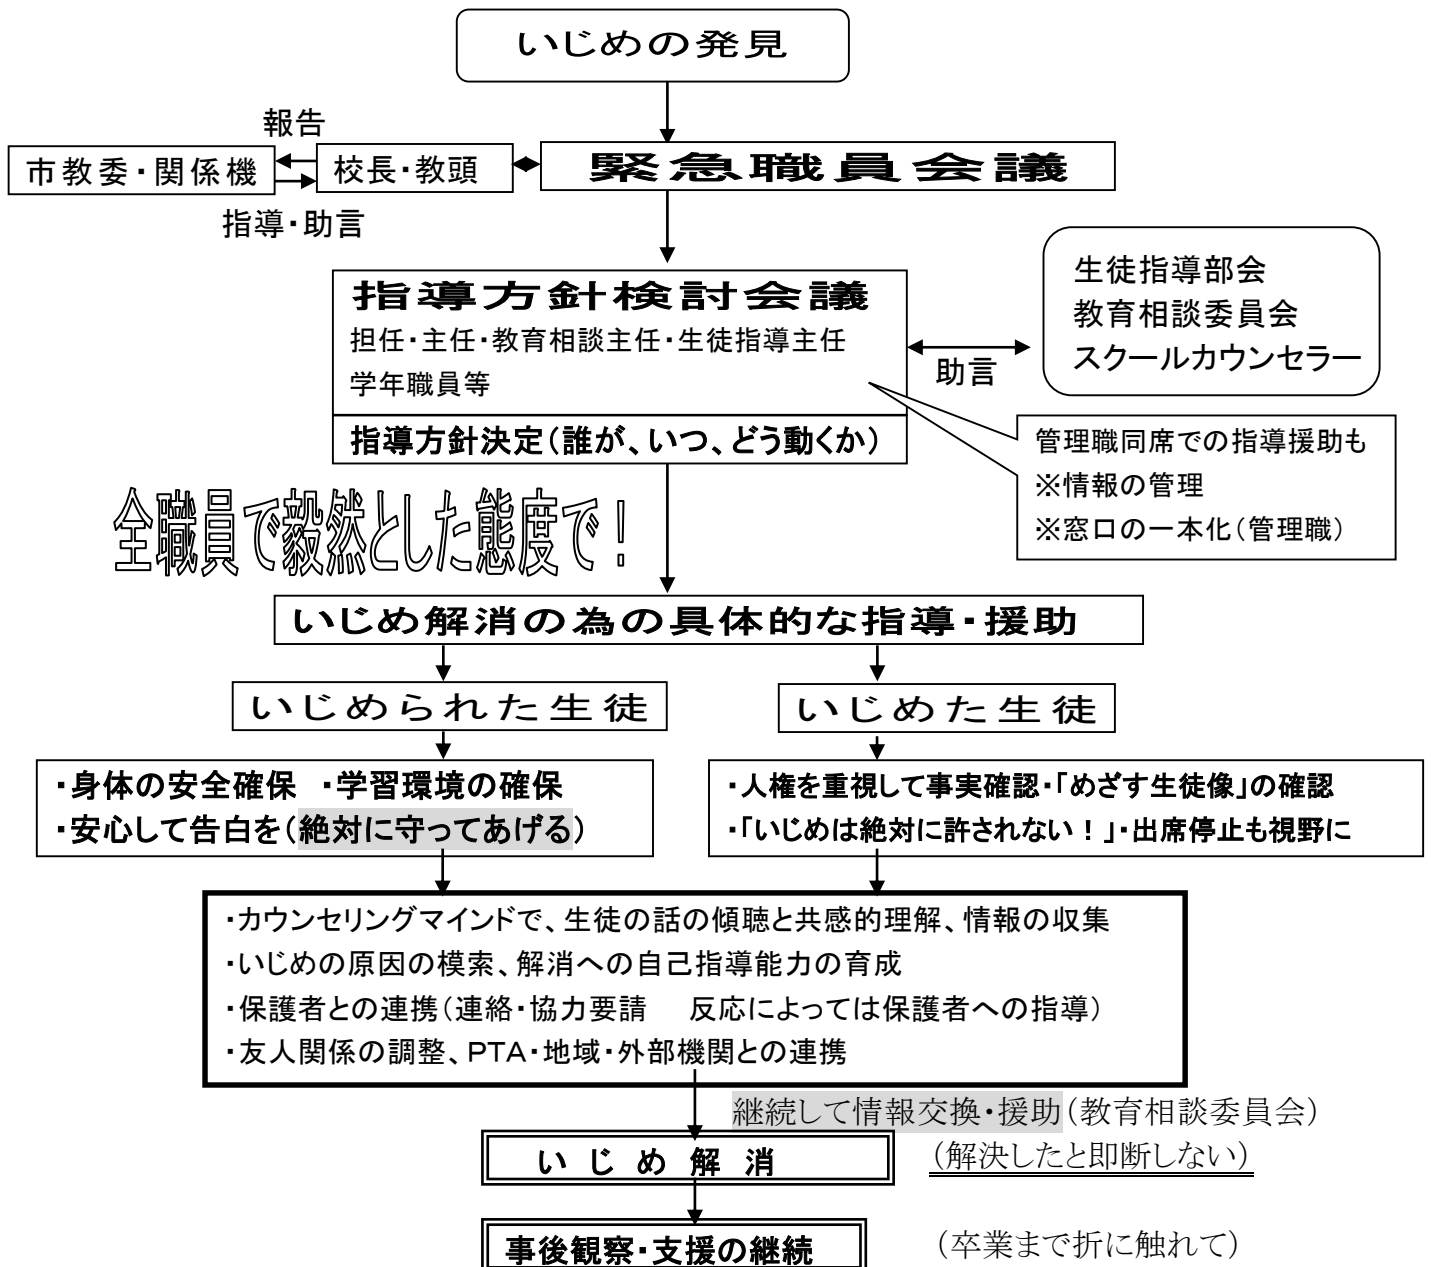 いじめの発見
報告
市教委・関係機
校長・教頭
緊急職員会議
指導・助言
指導方針検討会議
担任・主任・教育相談主任・生徒指導主任
学年職員等
指導方針決定（誰が、いつ、どう動くか）
助言
生徒指導部会
教育相談委員会
スクールカウンセラー
管理職同席での指導援助も
※情報の管理
※窓口の一本化（管理職）
全職員で毅然とした態度で！
いじめ解消の為の具体的な指導・援助
いじめられた生徒
いじめた生徒
・身体の安全確保　・学習環境の確保
・安心して告白を（絶対に守ってあげる）
・人権を重視して事実確認・「めざす生徒像」の確認
・「いじめは絶対に許されない！」・出席停止も視野に
・カウンセリングマインドで、生徒の話の傾聴と共感的理解、情報の収集
・いじめの原因の模索、解消への自己指導能力の育成
・保護者との連携（連絡・協力要請　反応によっては保護者への指導）
・友人関係の調整、PTA・地域・外部機関との連携
継続して情報交換・援助（教育相談委員会）
いじめ解消
（解決したと即断しない）
事後観察・支援の継続
（卒業まで折に触れて）